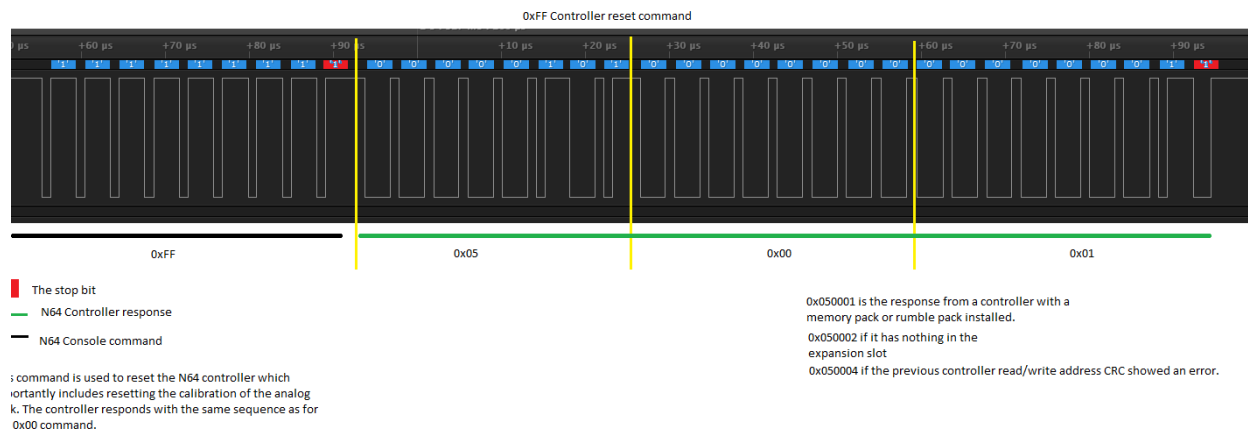 0xFF Controller reset command
+60 µs +70 µs +80 µs +90 µs +10 µs +20 µs +30 µs +40 µs +50 µs +60 µs +70 µs +80 µs +90 µs
'1' '1' '1' '1' '1' '1' '1' '1' '1' '0' '0' '0' '0' '0' '1' '0' '1' '0' '0' '0' '0' '0' '0' '0' '0' '0' '0' '0' '0' '0' '0' '0' '1' '1'
0xFF 0x05 0x00 0x01
The stop bit
N64 Controller response
N64 Console command
command is used to reset the N64 controller which
includes resetting the calibration of the analog
The controller responds with the same sequence as for
0x00 command.
0x050001 is the response from a controller with a
memory pack or rumble pack installed.
0x050002 if it has nothing in the
expansion slot
0x050004 if the previous controller read/write address CRC showed an error.